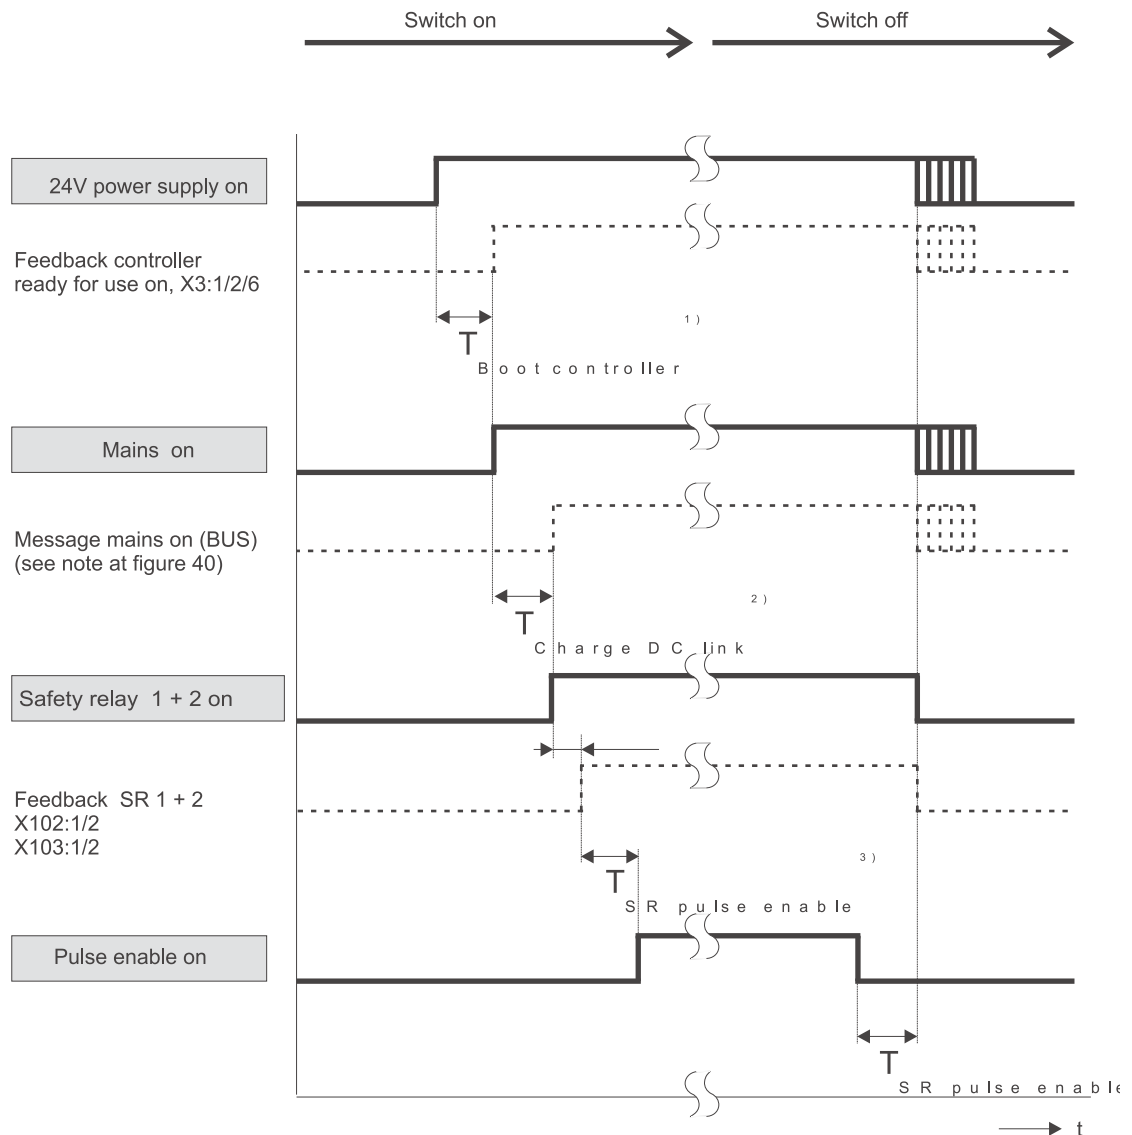 Switch on
Switch off
24V power supply on
Feedback controller
ready for use on, X3:1/2/6
1)
T Boot controller
Mains on
Message mains on (BUS)
(see note at figure 40)
2)
T Charge DC link
Safety relay 1 + 2 on
Feedback SR 1 + 2
X102:1/2
X103:1/2
3)
T SR pulse enable
Pulse enable on
T SR pulse enable
t